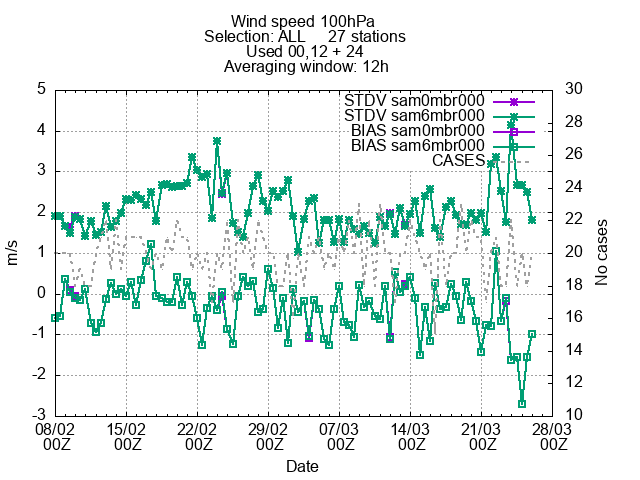 Wind speed 100hPa
Selection: ALL 27 stations
Used 00,12 + 24
Averaging window: 12h
STDV sam0mbr000
STDV sam6mbr000
BIAS sam0mbr000
BIAS sam6mbr000
CASES
5
4
3
2
1
0
-1
-2
-3
m/s
30
28
26
24
22
20
18
16
14
12
10
No cases
08/02 15/02 22/02 29/02 07/03 14/03 21/03 28/03
00Z 00Z 00Z 00Z 00Z 00Z 00Z 00Z
Date